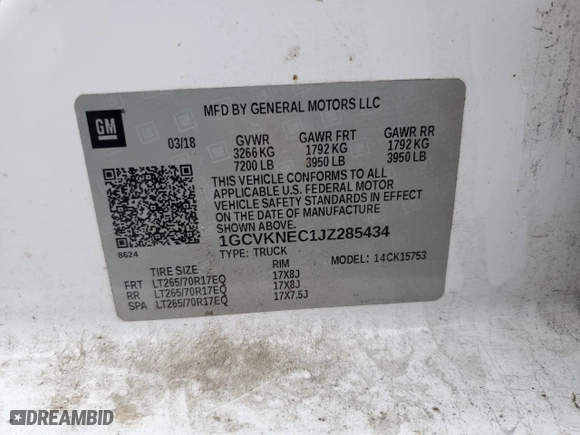 GM
MFD BY GENERAL MOTORS LLC
03/18 GVWR GAWR FRT GAWR RR
3266 KG 1792 KG 1792 KG
7200 LB 3950 LB 3950 LB
THIS VEHICLE CONFORMS TO ALL
APPLICABLE U.S. FEDERAL MOTOR
VEHICLE SAFETY STANDARDS IN EFFECT
ON THE DATE OF MANUFACTURE
SHOWN ABOVE.
1GCVKNEC1JZ285434
8624 TYPE: TRUCK MODEL: 14CK15753
TIRE SIZE RIM
FRT LT265/70R17EQ 17X8J
RR LT265/70R17EQ 17X8J
SPA LT265/70R17EQ 17X7.5J
DREAMBID